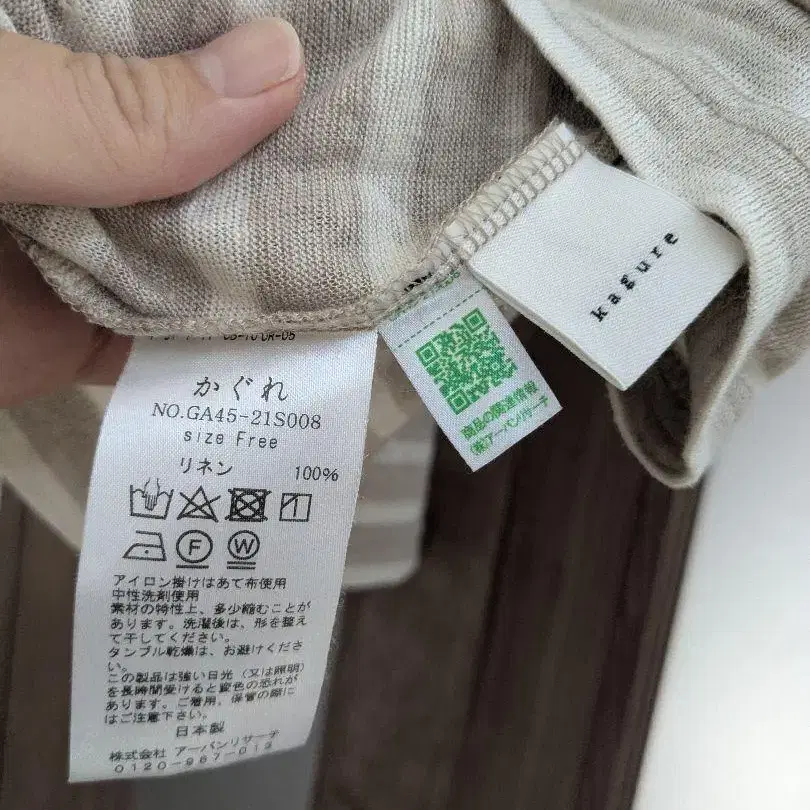 かぐれ
NO.GA45-21S008
size Free
リネン 100%
F
W
アイロン掛けはあて布使用
中性洗剤使用
素材の特性上、多少縮むことが
あります。洗濯後は、形を整え
て干してください。
タンブル乾燥は、お避けくださ
い。
この製品は強い日光(又は照明)
を長時間受けると変色の恐れが
あります。ご着用、保管の際に
はご注意下さい。
日本製
株式会社 アーバンリサーチ
0120-967-013
商品の関連情報
(株)アーバンリサーチ
kagure